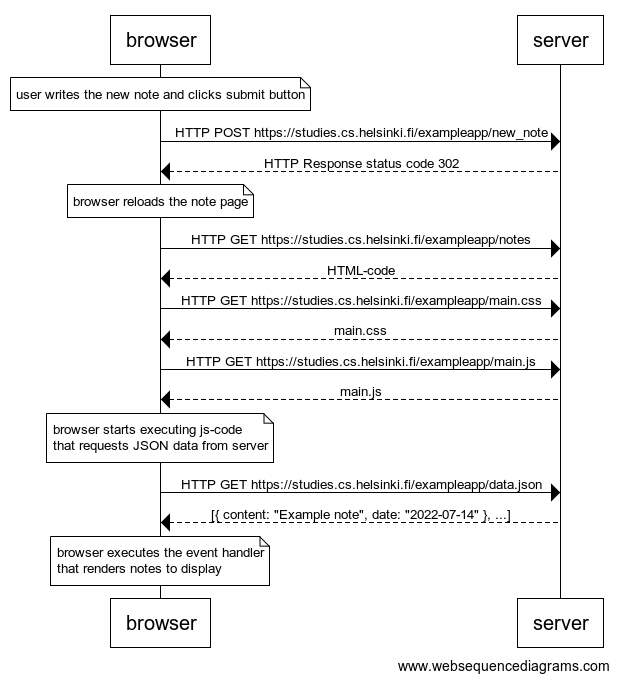 browser
server
user writes the new note and clicks submit button
HTTP POST https://studies.cs.helsinki.fi/exampleapp/new_note
HTTP Response status code 302
browser reloads the note page
HTTP GET https://studies.cs.helsinki.fi/exampleapp/notes
HTML-code
HTTP GET https://studies.cs.helsinki.fi/exampleapp/main.css
main.css
HTTP GET https://studies.cs.helsinki.fi/exampleapp/main.js
main.js
browser starts executing js-code
that requests JSON data from server
HTTP GET https://studies.cs.helsinki.fi/exampleapp/data.json
[{ content: "Example note", date: "2022-07-14" }, ...]
browser executes the event handler
that renders notes to display
browser
server
www.websequencediagrams.com